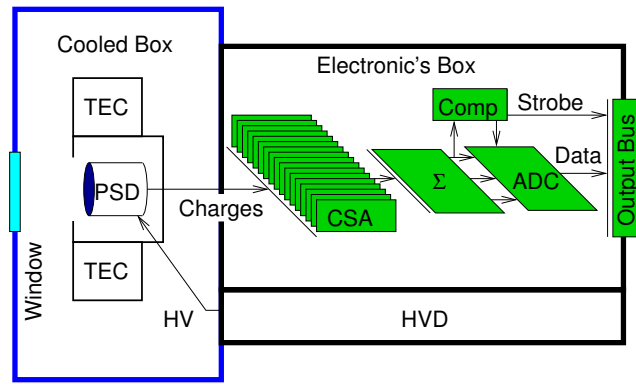 Cooled Box
Electronic's Box
TEC
Comp
Strobe
PSD
Charges
CSA
Σ
ADC
Data
Output Bus
TEC
Window
HV
HVD